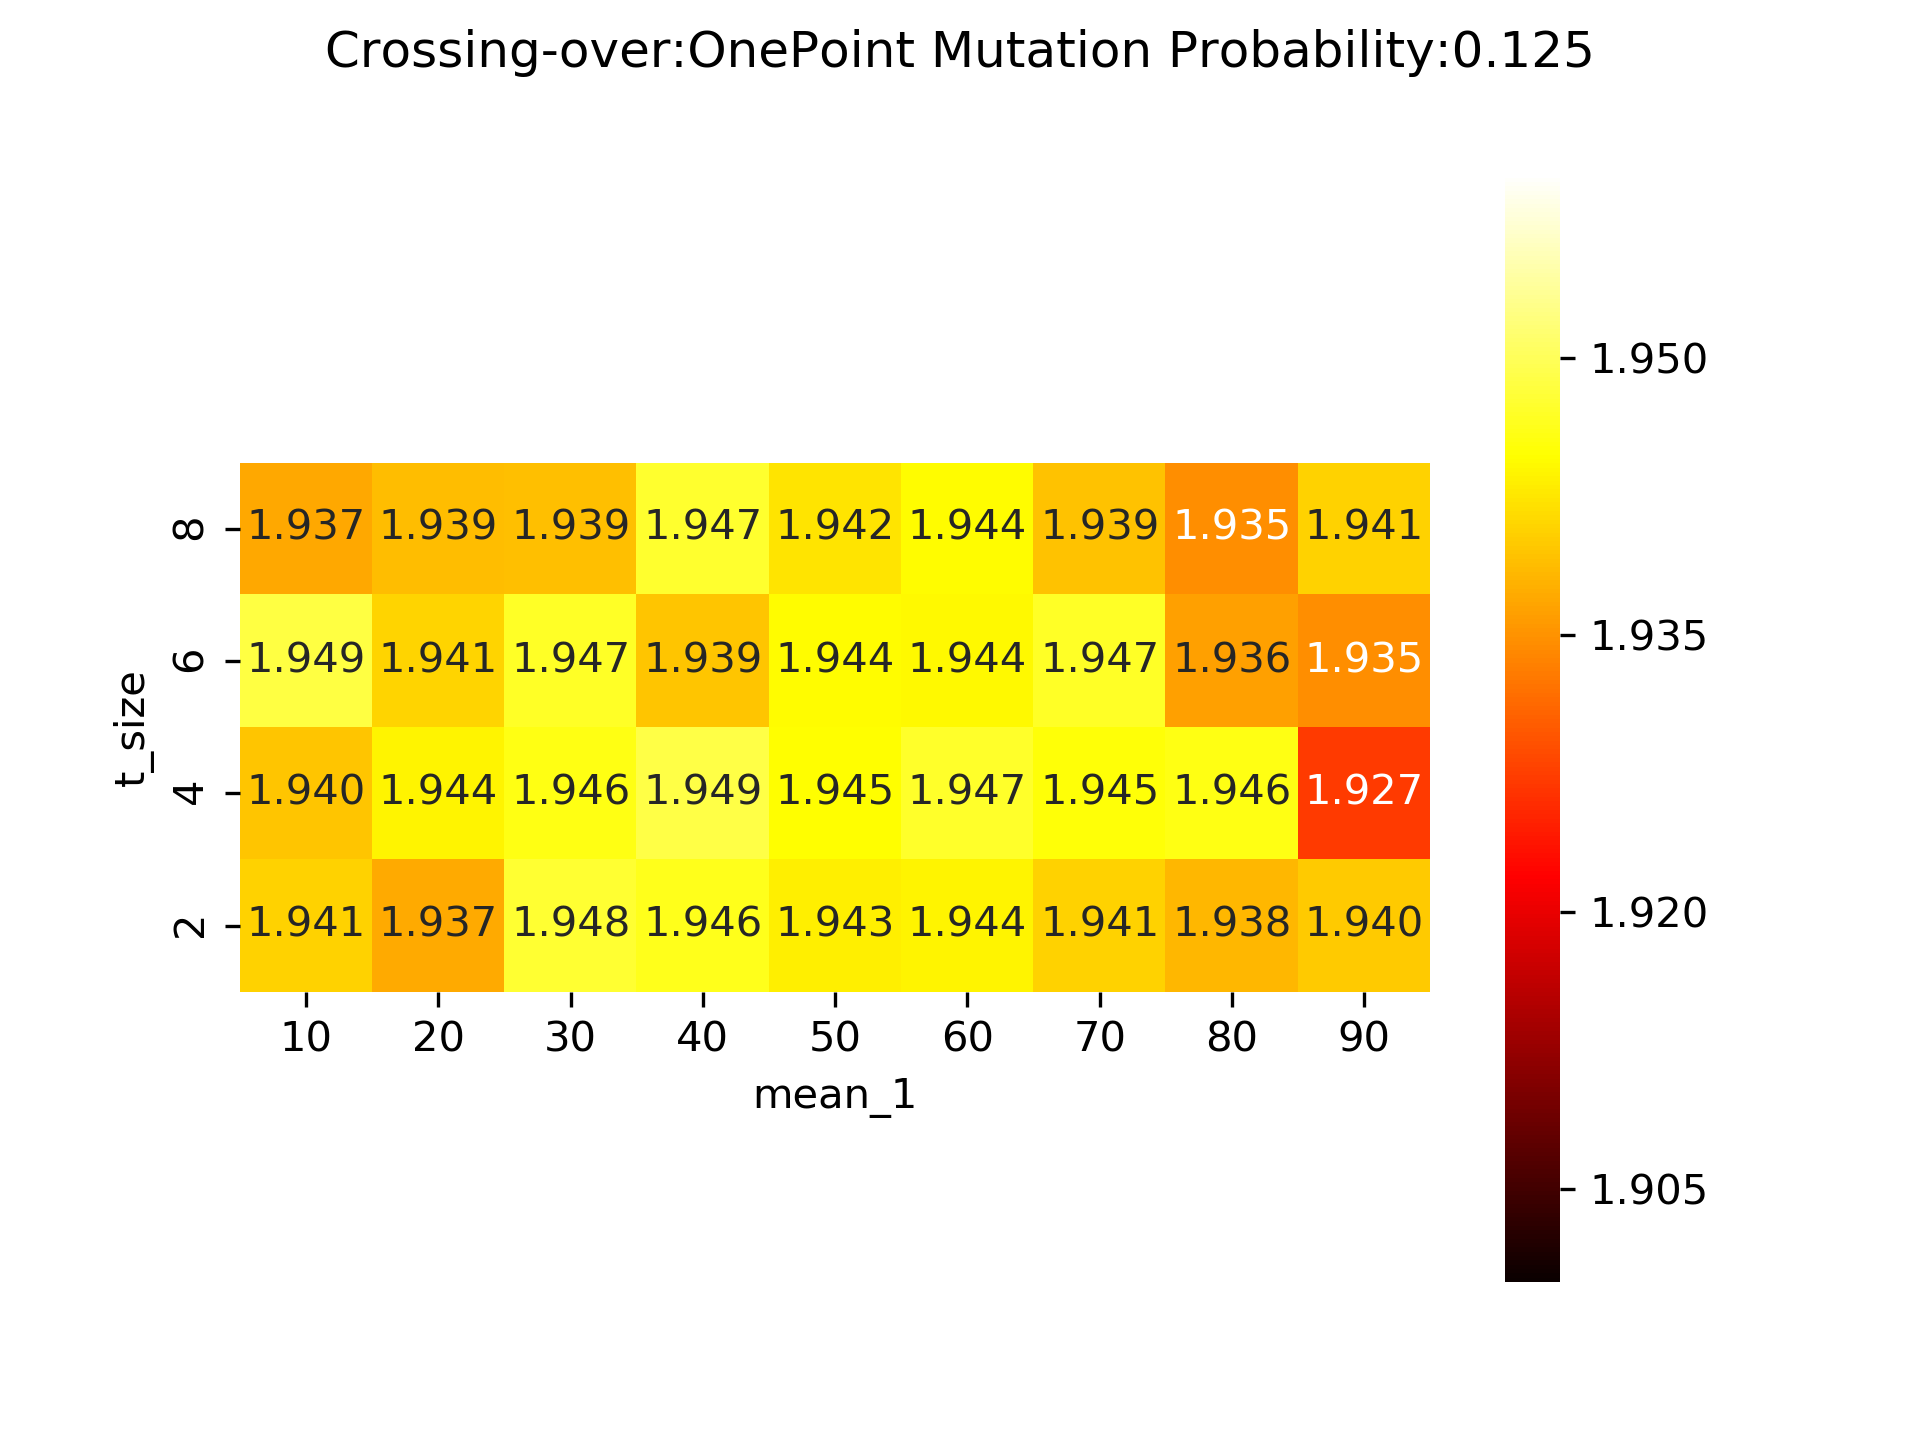 Crossing-over:OnePoint Mutation Probability:0.125
8 1.937 1.939 1.939 1.947 1.942 1.944 1.939 1.935 1.941
6 1.949 1.941 1.947 1.939 1.944 1.944 1.947 1.936 1.935
4 1.940 1.944 1.946 1.949 1.945 1.947 1.945 1.946 1.927
2 1.941 1.937 1.948 1.946 1.943 1.944 1.941 1.938 1.940
10 20 30 40 50 60 70 80 90
t_size
mean_1
1.950
1.935
1.920
1.905